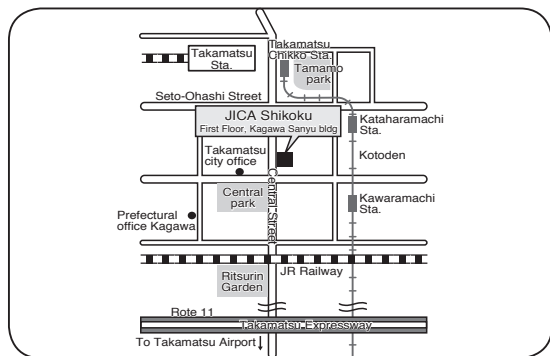 Takamatsu
Chikko Sta.
Takamatsu
Sta.
Tamamo
park
Seto-Ohashi Street
JICA Shikoku
First Floor, Kagawa Sanyu bldg
Kataharamachi
Sta.
Takamatsu
city office
Kotoden
Central
park
Central Street
Kawaramachi
Sta.
Prefectural
office Kagawa
JR Railway
Ritsurin
Garden
Rote 11
Takamatsu Expressway
To Takamatsu Airport